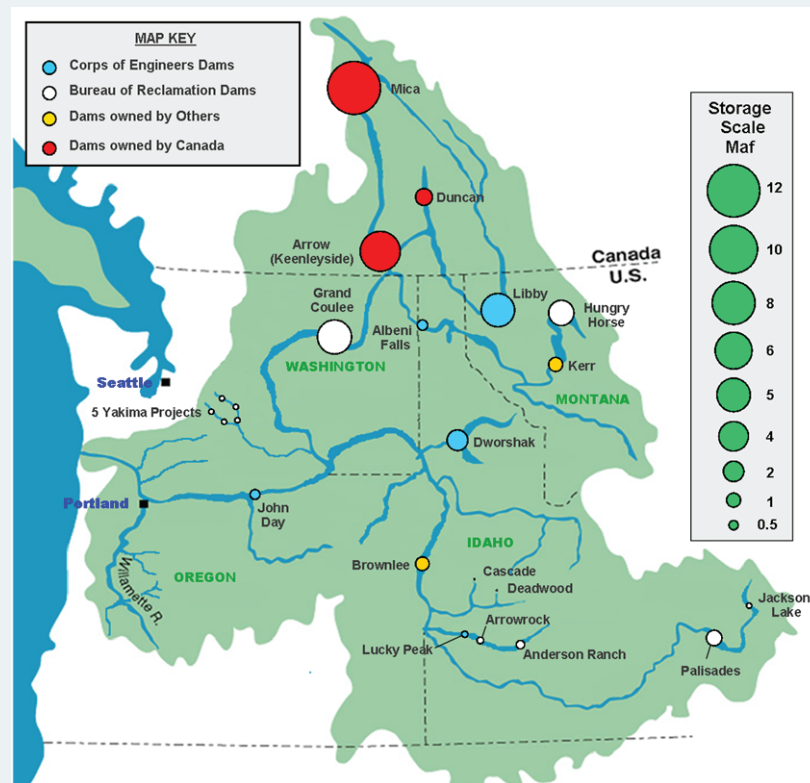 MAP KEY
Corps of Engineers Dams
Bureau of Reclamation Dams
Dams owned by Others
Dams owned by Canada
Mica
Storage
Scale
Maf
12
10
8
6
5
4
2
1
0.5
Duncan
Arrow
(Keenleyside)
Canada
U.S.
Grand
Coulee
Libby
Hungry
Horse
Albeni
Falls
WASHINGTON
Kerr
Seattle
MONTANA
5 Yakima Projects
Dworshak
Portland
John
Day
IDAHO
OREGON
Willamette R.
Brownlee
Cascade
Deadwood
Jackson
Lake
Arrowrock
Lucky Peak
Anderson Ranch
Palisades